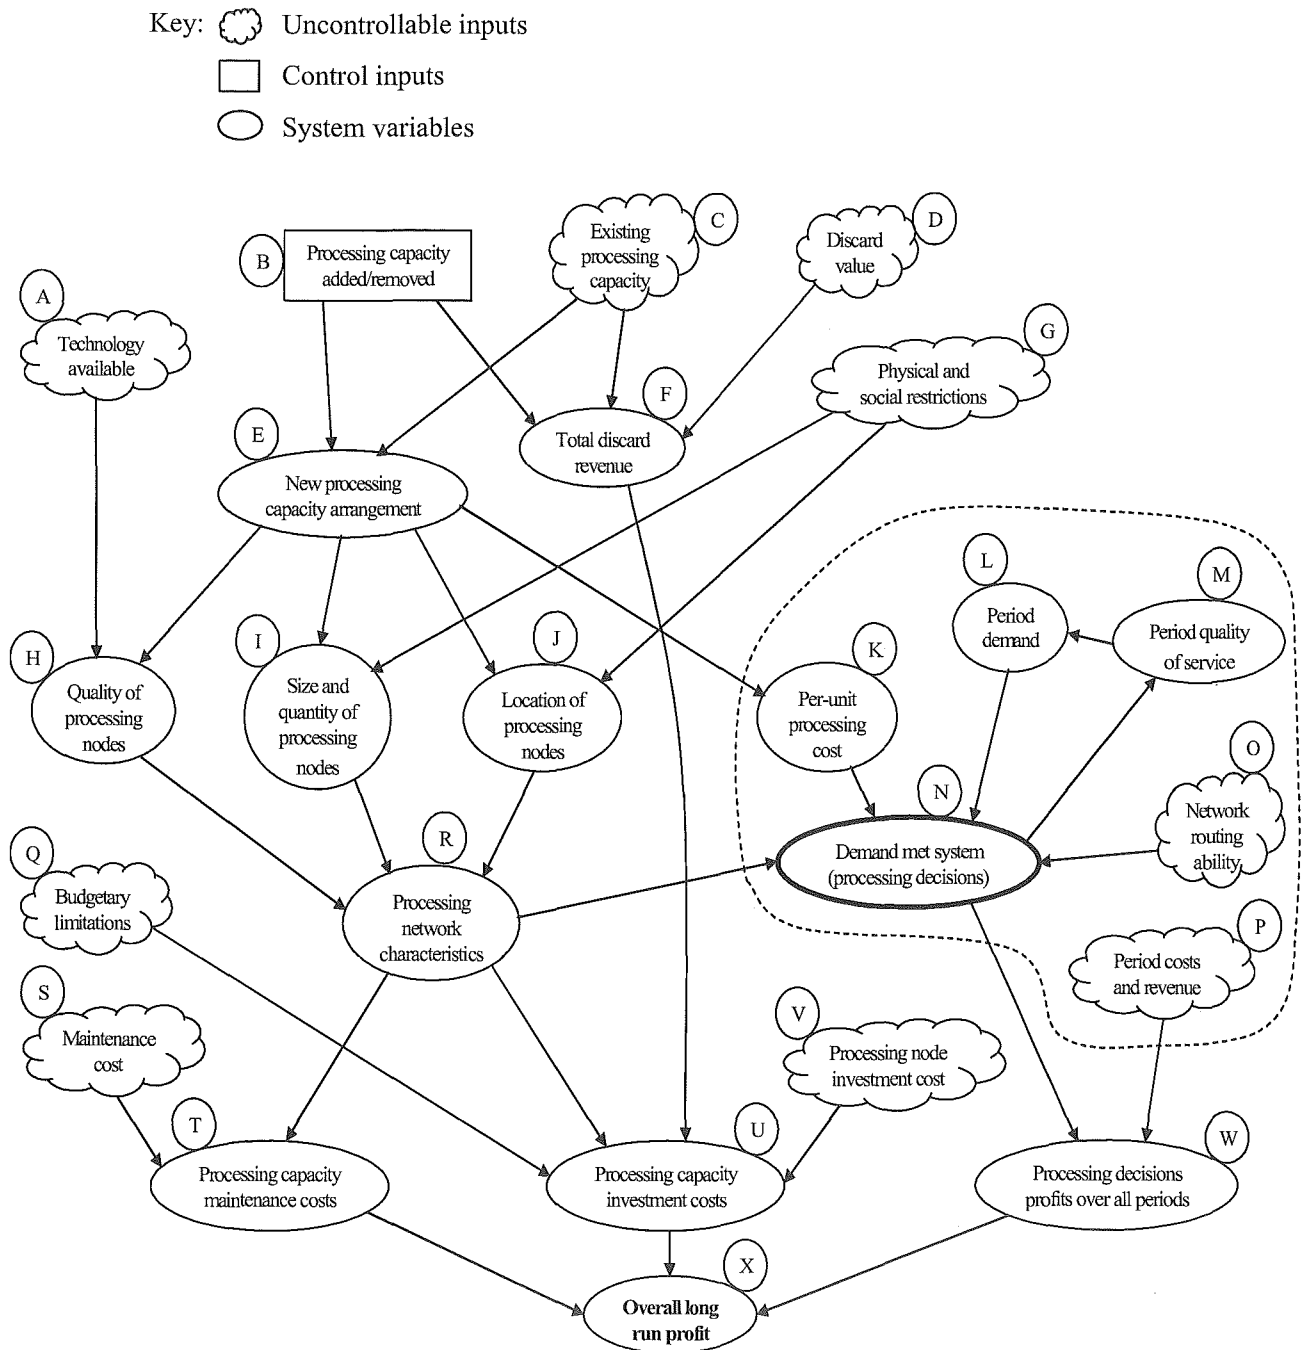 Key:
Uncontrollable inputs
Control inputs
System variables
A
Technology
available
B
Processing capacity
added/removed
C
Existing
processing
capacity
D
Discard
value
E
New processing
capacity arrangement
F
Total discard
revenue
G
Physical and
social restrictions
H
Quality of
processing
nodes
I
Size and
quantity of
processing
nodes
J
Location of
processing
nodes
K
Per-unit
processing
cost
L
Period
demand
M
Period quality
of service
N
Demand met system
(processing decisions)
O
Network
routing
ability
P
Period costs
and revenue
Q
Budgetary
limitations
R
Processing
network
characteristics
S
Maintenance
cost
T
Processing capacity
maintenance costs
U
Processing capacity
investment costs
V
Processing node
investment cost
W
Processing decisions
profits over all periods
X
Overall long
run profit